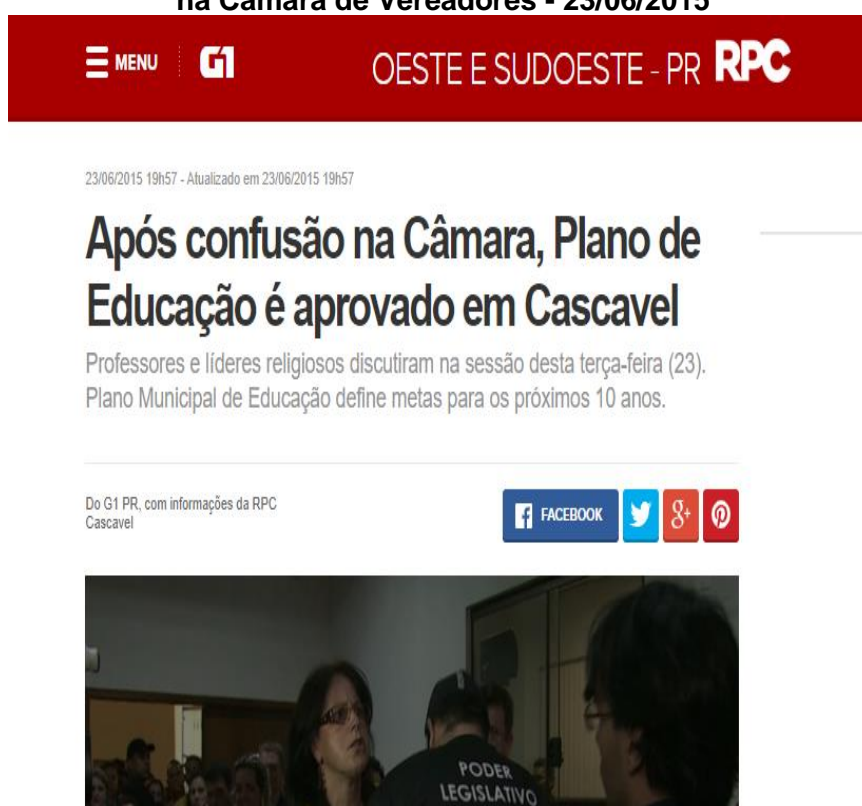 na Câmara de Vereadores - 23/06/2015
MENU G1 OESTE E SUDOESTE - PR RPC
23/06/2015 19h57 - Atualizado em 23/06/2015 19h57
Após confusão na Câmara, Plano de
Educação é aprovado em Cascavel
Professores e líderes religiosos discutiram na sessão desta terça-feira (23).
Plano Municipal de Educação define metas para os próximos 10 anos.
Do G1 PR, com informações da RPC
Cascavel
f FACEBOOK g+
PODER
LEGISLATIVO